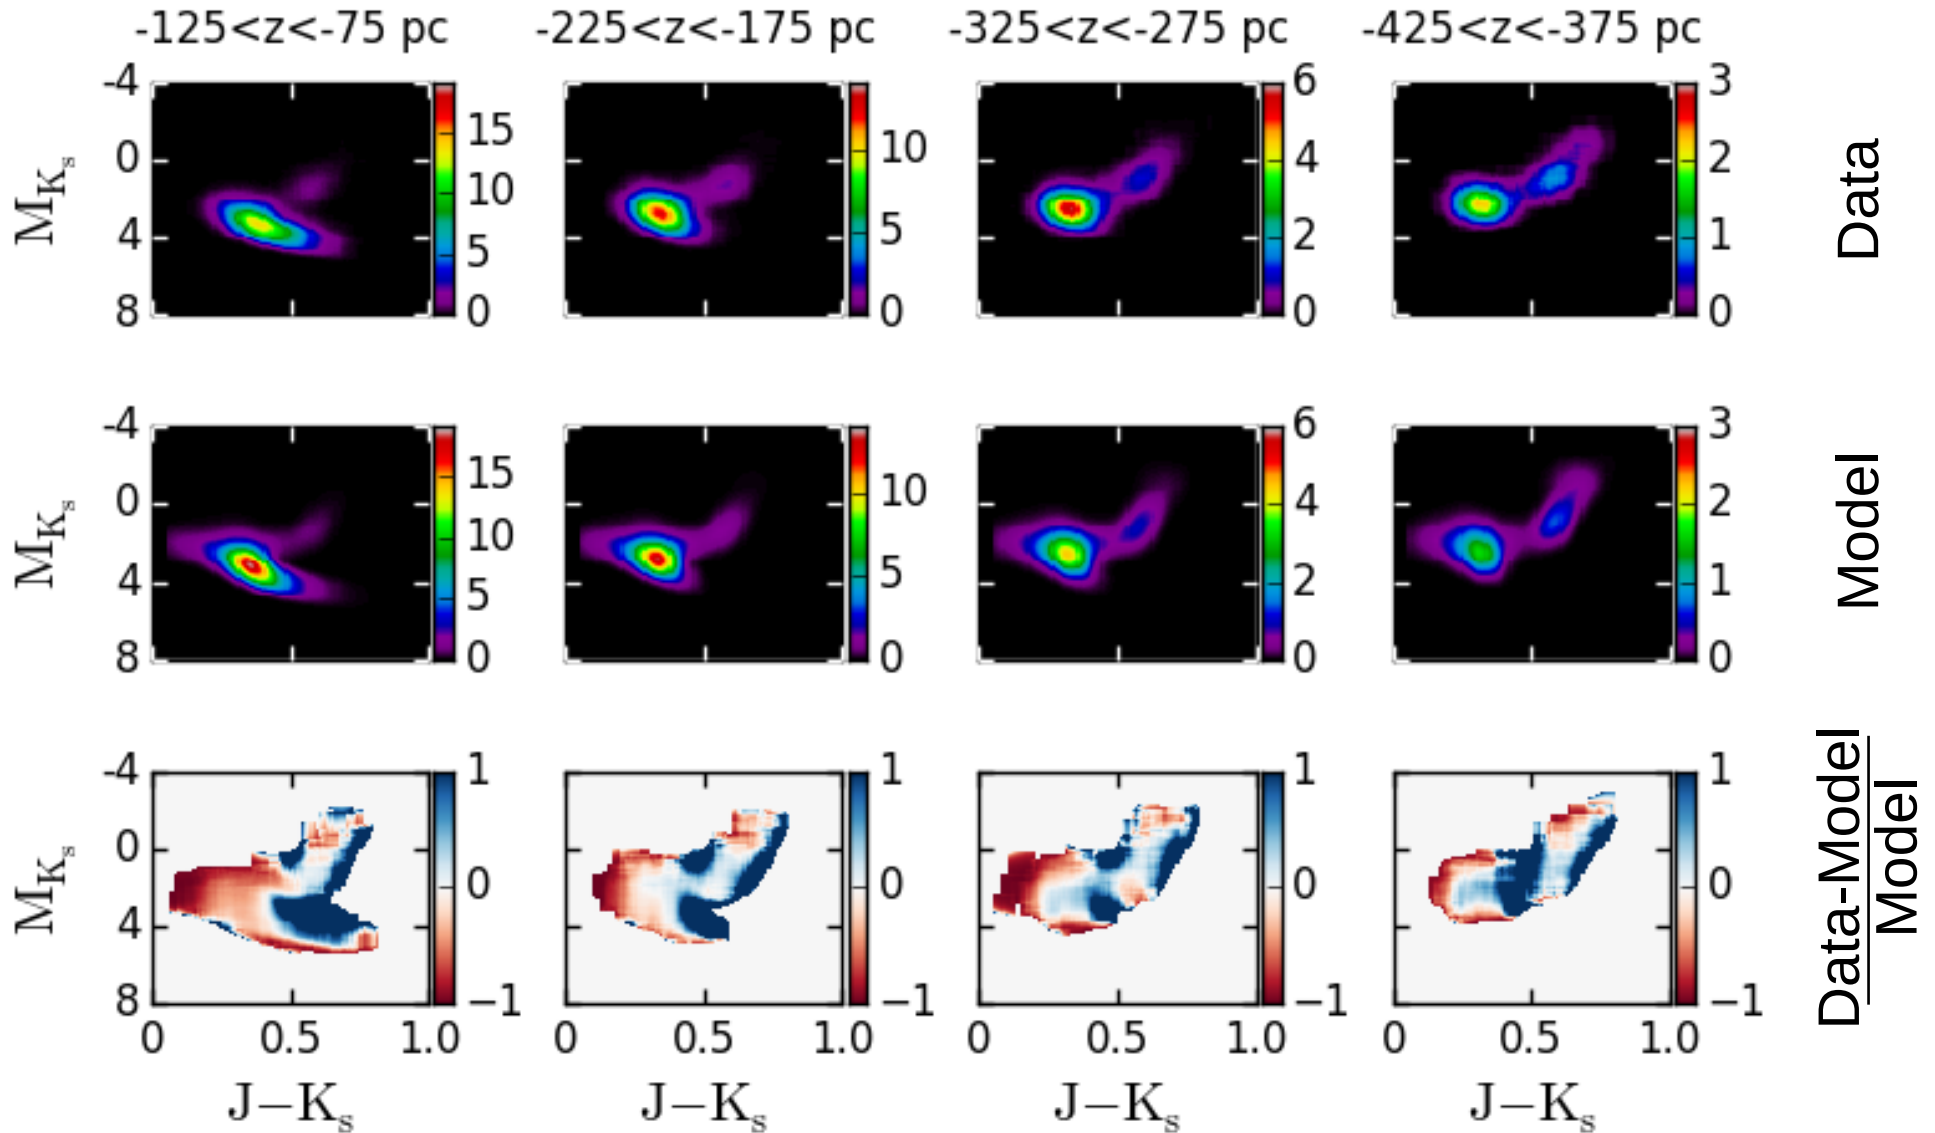 -125<z<-75 pc -225<z<-175 pc -325<z<-275 pc -425<z<-375 pc
-4 0 4 8 M_Ks 15 10 5 0 10 5 0 6 4 2 0 3 2 1 0 Data
-4 0 4 8 M_Ks 15 10 5 0 10 5 0 6 4 2 0 3 2 1 0 Model
-4 0 4 8 M_Ks 1 0 −1 1 0 −1 1 0 −1 1 0 −1 Data-Model
Model
0 0.5 1.0 0 0.5 1.0 0 0.5 1.0 0 0.5 1.0
J−Ks J−Ks J−Ks J−Ks